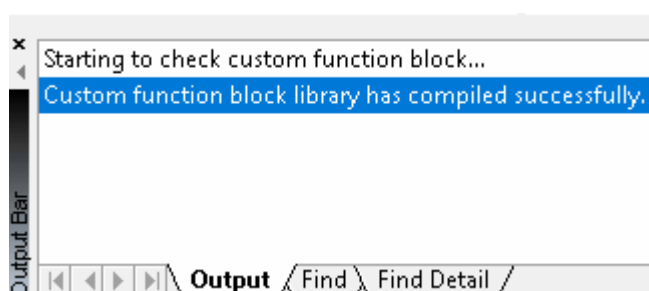 Starting to check custom function block...
Custom function block library has compiled successfully.
Output Bar
Output
Find
Find Detail